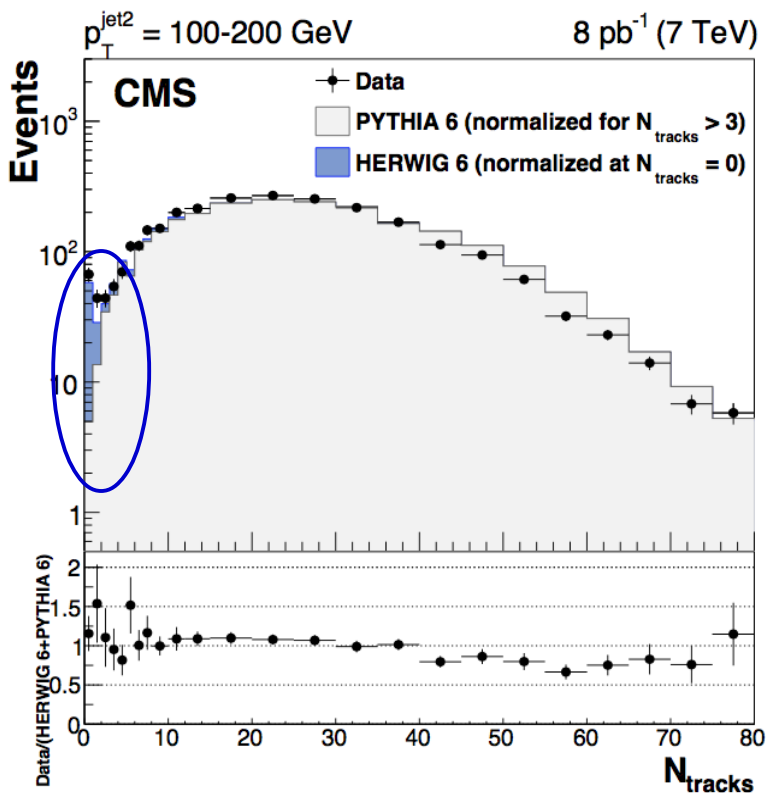 p_T^jet2 = 100-200 GeV 8 pb^-1 (7 TeV)
CMS
Data
PYTHIA 6 (normalized for N_tracks > 3)
HERWIG 6 (normalized at N_tracks = 0)
Events
10^3
10^2
10
1
Data/(HERWIG 6+PYTHIA 6)
2
1.5
1
0.5
0
0 10 20 30 40 50 60 70 80
N_tracks